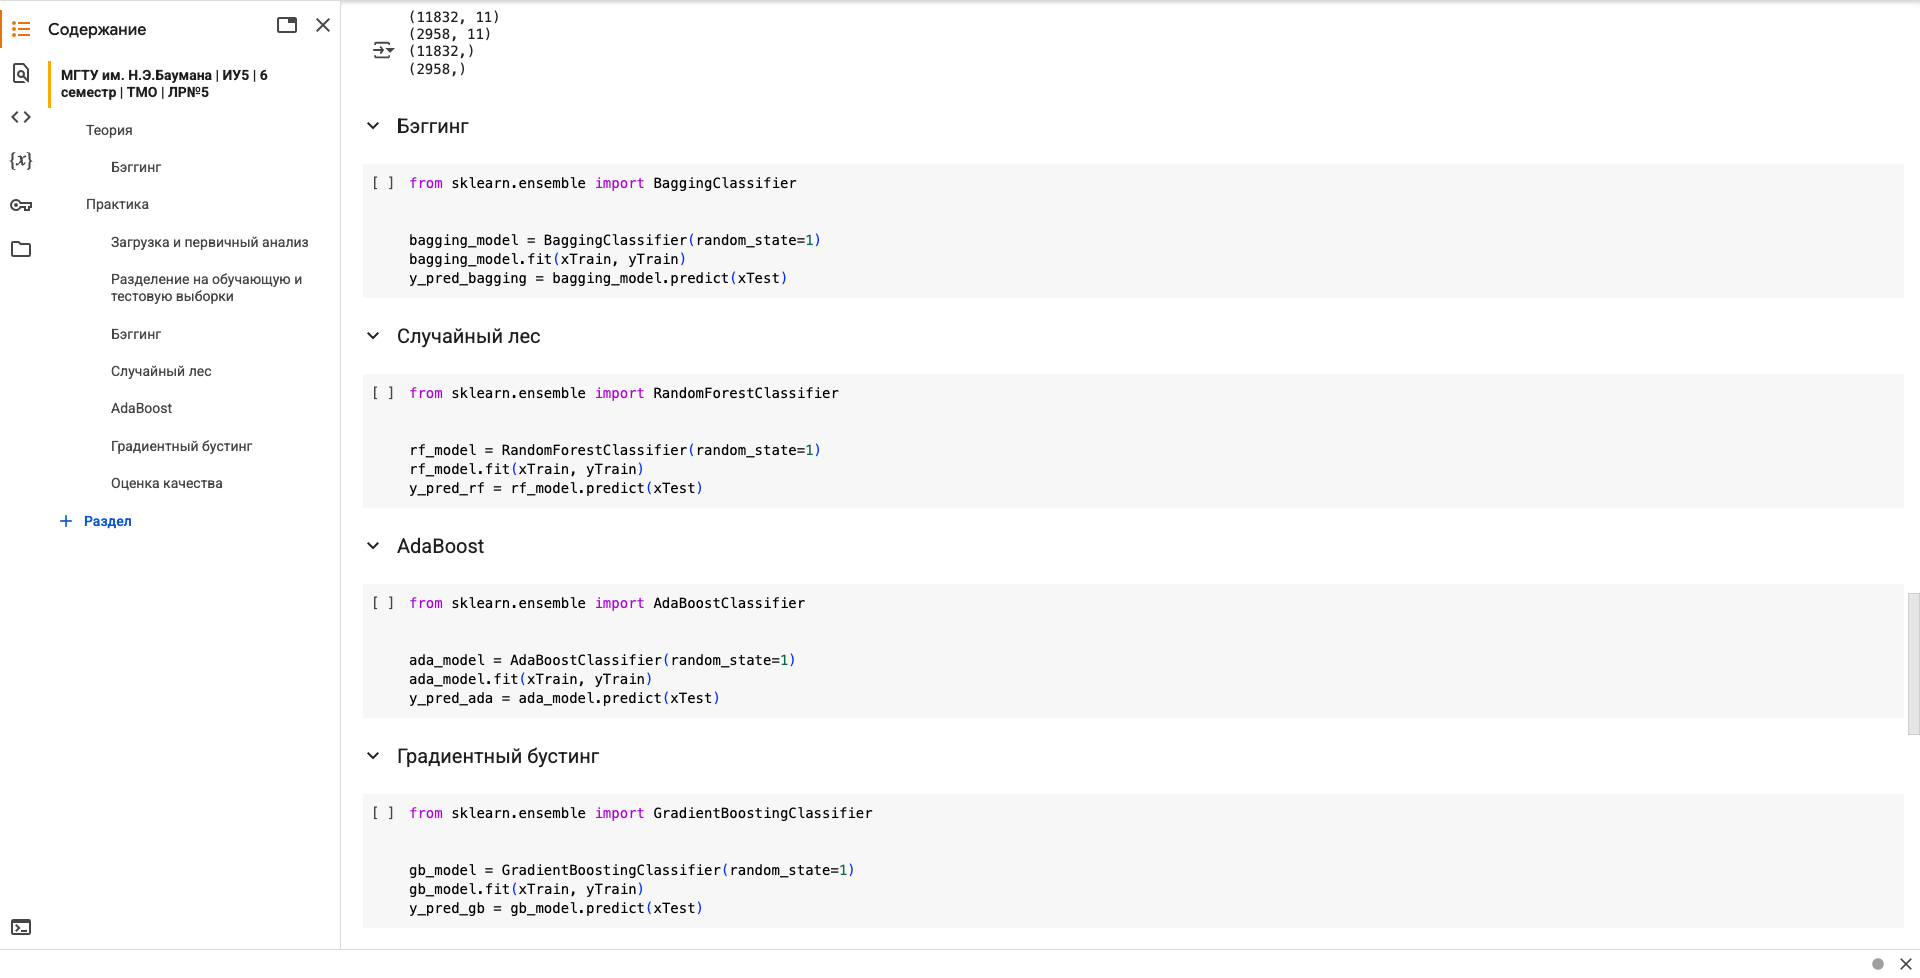 Содержание
МГТУ им. Н.Э.Баумана | ИУ5 | 6
семестр | ТМО | ЛР№5
Теория
Бэггинг
Практика
Загрузка и первичный анализ
Разделение на обучающую и
тестовую выборки
Бэггинг
Случайный лес
AdaBoost
Градиентный бустинг
Оценка качества
+ Раздел
(11832, 11)
(2958, 11)
(11832,)
(2958,)
Бэггинг
[ ] from sklearn.ensemble import BaggingClassifier
bagging_model = BaggingClassifier(random_state=1)
bagging_model.fit(xTrain, yTrain)
y_pred_bagging = bagging_model.predict(xTest)
Случайный лес
[ ] from sklearn.ensemble import RandomForestClassifier
rf_model = RandomForestClassifier(random_state=1)
rf_model.fit(xTrain, yTrain)
y_pred_rf = rf_model.predict(xTest)
AdaBoost
[ ] from sklearn.ensemble import AdaBoostClassifier
ada_model = AdaBoostClassifier(random_state=1)
ada_model.fit(xTrain, yTrain)
y_pred_ada = ada_model.predict(xTest)
Градиентный бустинг
[ ] from sklearn.ensemble import GradientBoostingClassifier
gb_model = GradientBoostingClassifier(random_state=1)
gb_model.fit(xTrain, yTrain)
y_pred_gb = gb_model.predict(xTest)